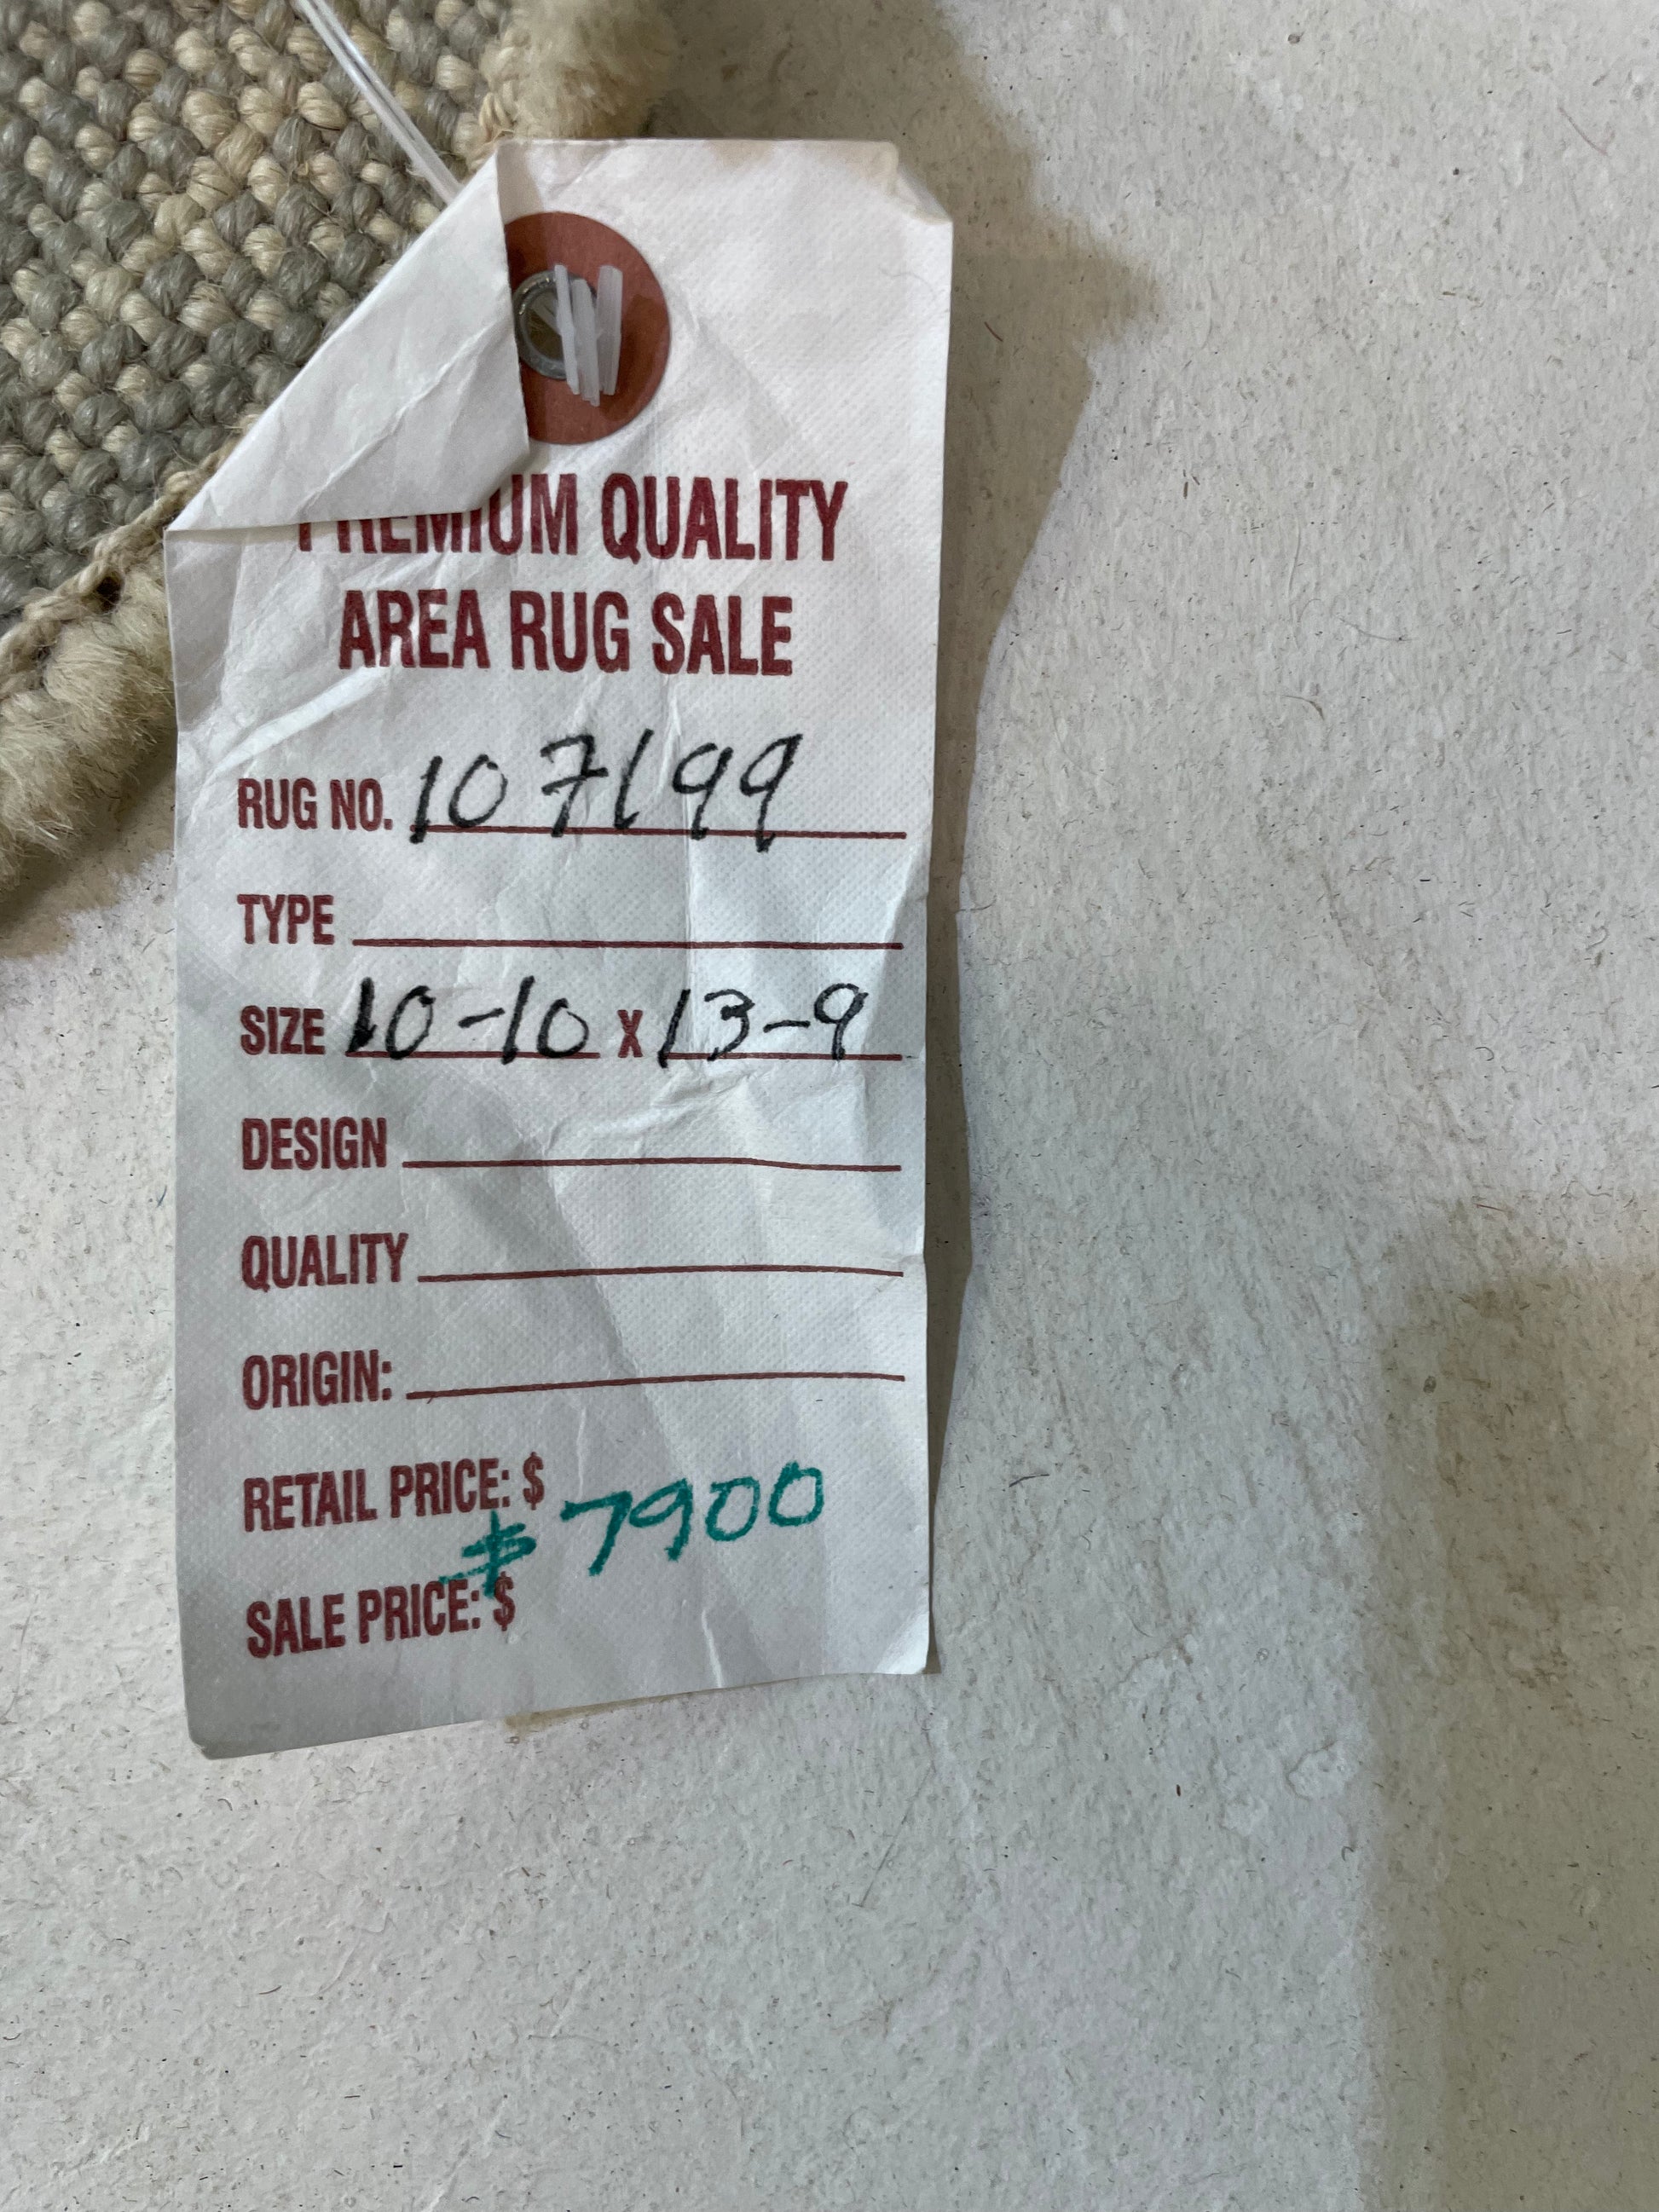 PREMIUM QUALITY
AREA RUG SALE
RUG NO. 107199
TYPE
SIZE 10-10 X 13-9
DESIGN
QUALITY
ORIGIN:
RETAIL PRICE: $
$7900
SALE PRICE: $